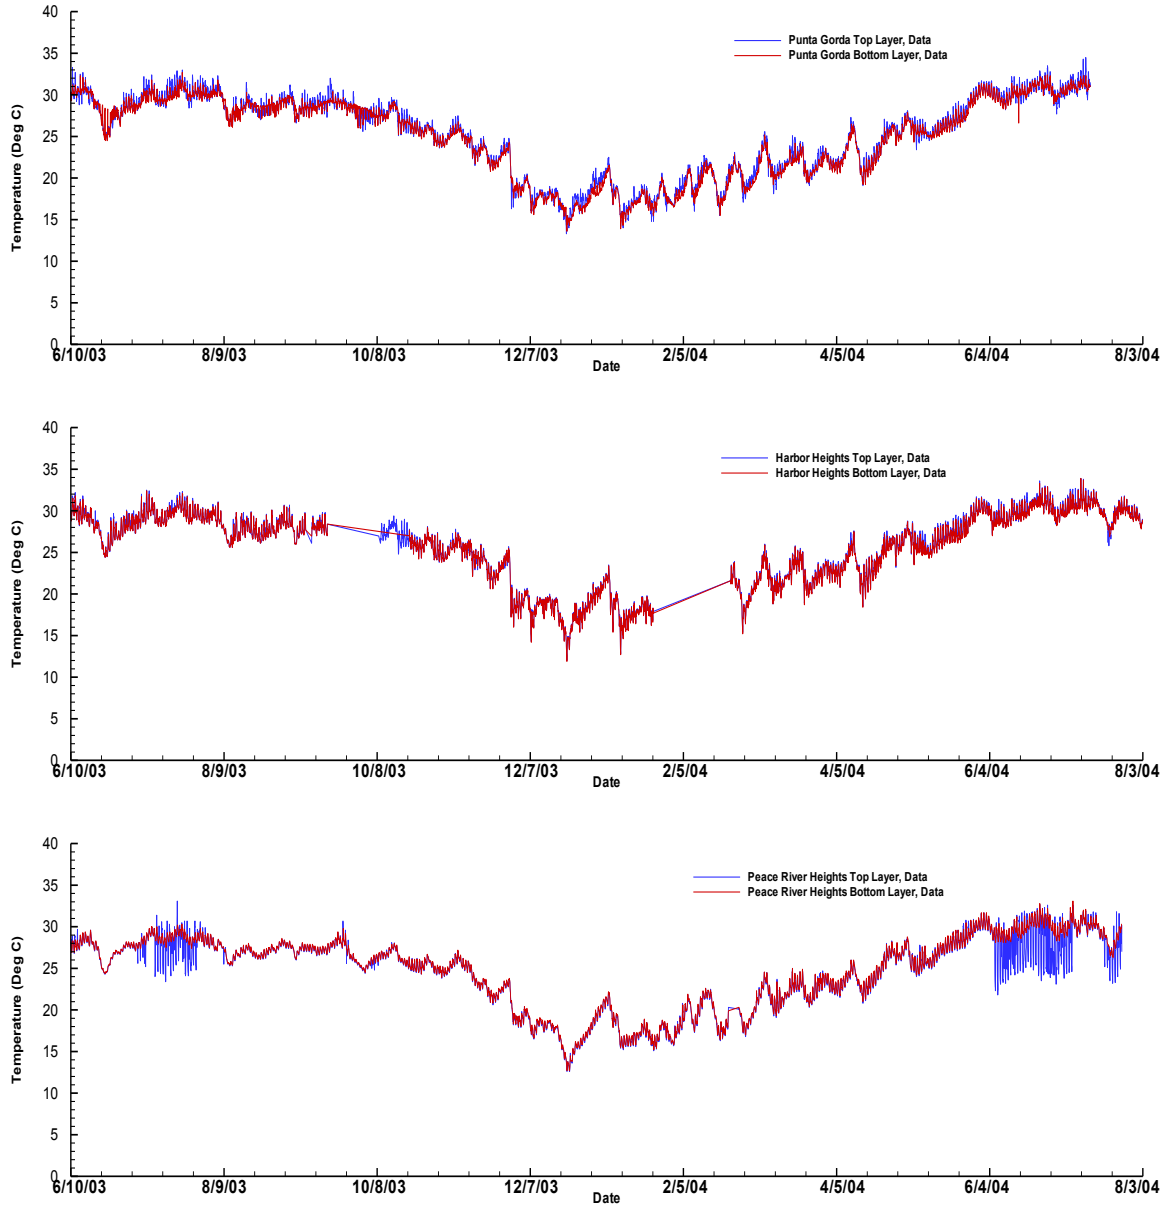 40
35
30
25
20
15
10
5
0
Temperature (Deg C)
Punta Gorda Top Layer, Data
Punta Gorda Bottom Layer, Data
6/10/03 8/9/03 10/8/03 12/7/03 2/5/04 4/5/04 6/4/04 8/3/04
Date
40
35
30
25
20
15
10
5
0
Temperature (Deg C)
Harbor Heights Top Layer, Data
Harbor Heights Bottom Layer, Data
6/10/03 8/9/03 10/8/03 12/7/03 2/5/04 4/5/04 6/4/04 8/3/04
Date
40
35
30
25
20
15
10
5
0
Temperature (Deg C)
Peace River Heights Top Layer, Data
Peace River Heights Bottom Layer, Data
6/10/03 8/9/03 10/8/03 12/7/03 2/5/04 4/5/04 6/4/04 8/3/04
Date